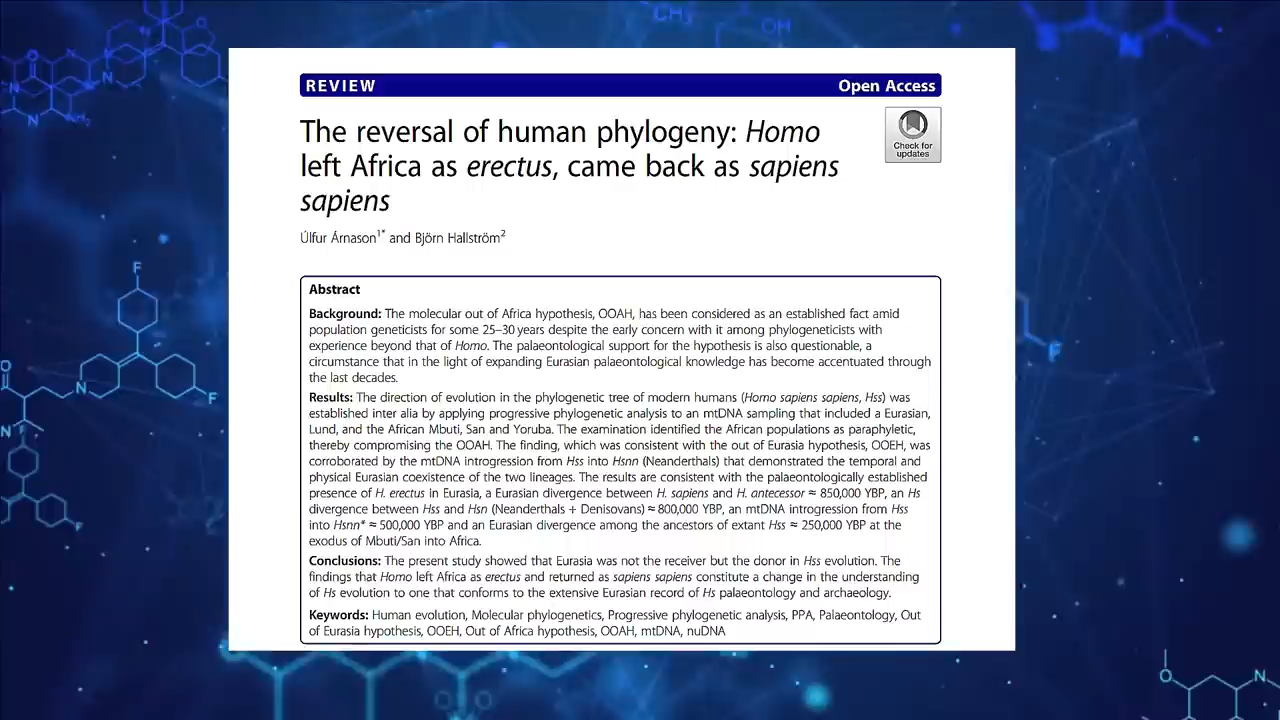 REVIEW Open Access
The reversal of human phylogeny: Homo
left Africa as erectus, came back as sapiens
sapiens
Check for
updates
Úlfur Árnason1* and Björn Hallström2
Abstract
Background: The molecular out of Africa hypothesis, OOAH, has been considered as an established fact amid
population geneticists for some 25–30 years despite the early concern with it among phylogeneticists with
experience beyond that of Homo. The palaeontological support for the hypothesis is also questionable, a
circumstance that in the light of expanding Eurasian palaeontological knowledge has become accentuated through
the last decades.
Results: The direction of evolution in the phylogenetic tree of modern humans (Homo sapiens sapiens, Hss) was
established inter alia by applying progressive phylogenetic analysis to an mtDNA sampling that included a Eurasian,
Lund, and the African Mbuti, San and Yoruba. The examination identified the African populations as paraphyletic,
thereby compromising the OOAH. The finding, which was consistent with the out of Eurasia hypothesis, OOEH, was
corroborated by the mtDNA introgression from Hss into Hsnn (Neanderthals) that demonstrated the temporal and
physical Eurasian coexistence of the two lineages. The results are consistent with the palaeontologically established
presence of H. erectus in Eurasia, a Eurasian divergence between H. sapiens and H. antecessor ≈ 850,000 YBP, an Hs
divergence between Hss and Hsn (Neanderthals + Denisovans) ≈ 800,000 YBP, an mtDNA introgression from Hss
into Hsnn* ≈ 500,000 YBP and an Eurasian divergence among the ancestors of extant Hss ≈ 250,000 YBP at the
exodus of Mbuti/San into Africa.
Conclusions: The present study showed that Eurasia was not the receiver but the donor in Hss evolution. The
findings that Homo left Africa as erectus and returned as sapiens sapiens constitute a change in the understanding
of Hs evolution to one that conforms to the extensive Eurasian record of Hs palaeontology and archaeology.
Keywords: Human evolution, Molecular phylogenetics, Progressive phylogenetic analysis, PPA, Palaeontology, Out
of Eurasia hypothesis, OOEH, Out of Africa hypothesis, OOAH, mtDNA, nuDNA
CH₃
OH
O
N
N
NH₂
F
F
O
N
N
F
F
O
N